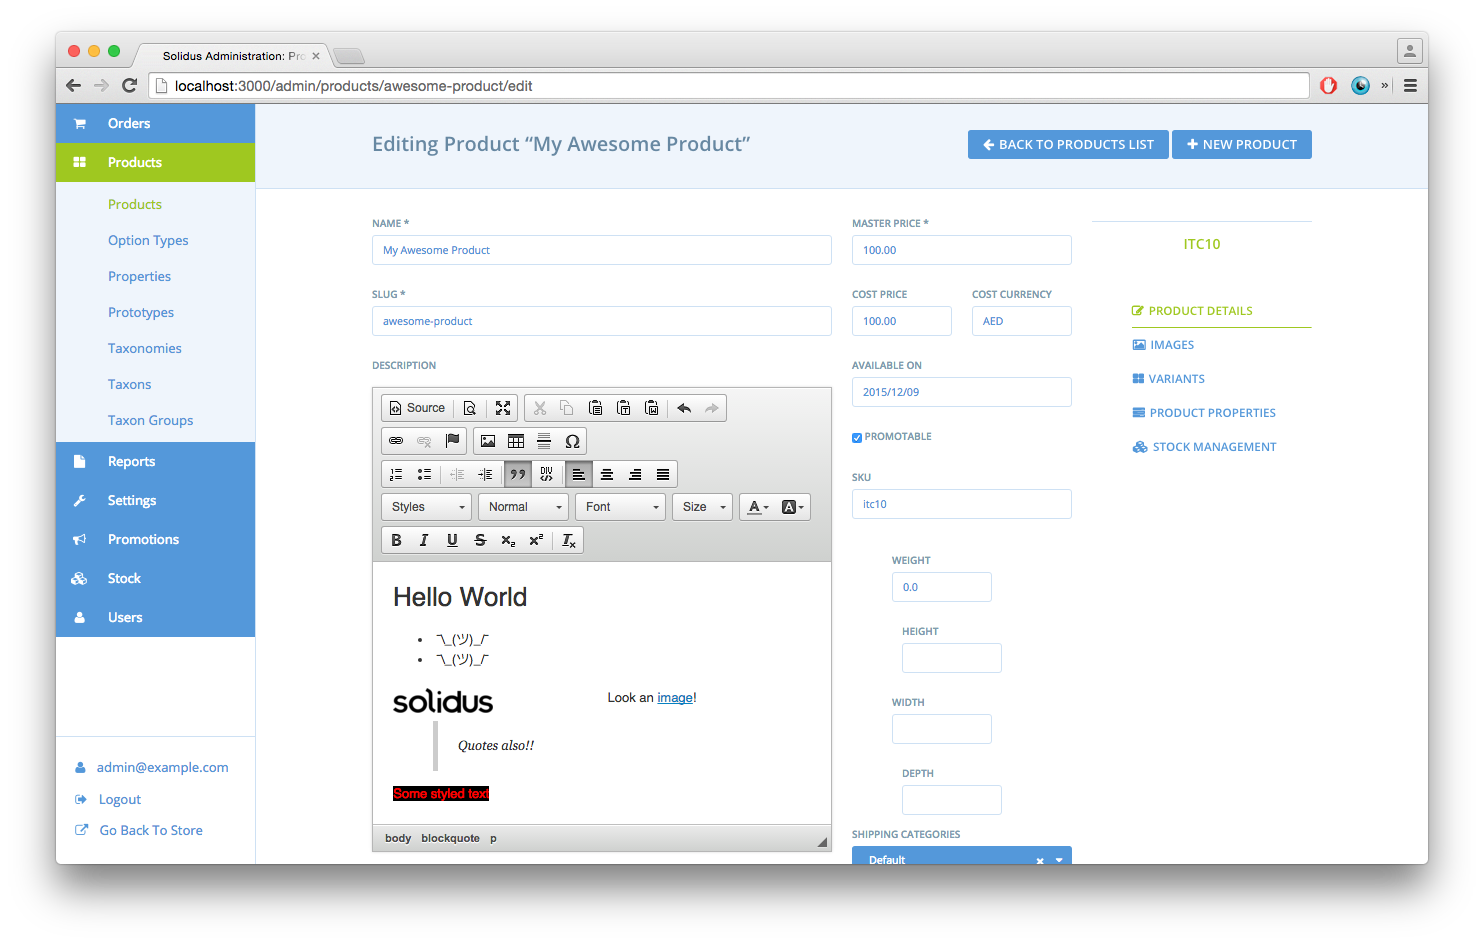 Solidus Administration: Pro
localhost:3000/admin/products/awesome-product/edit
Orders
Products
Products
Option Types
Properties
Prototypes
Taxonomies
Taxons
Taxon Groups
Reports
Settings
Promotions
Stock
Users
admin@example.com
Logout
Go Back To Store
Editing Product “My Awesome Product”
BACK TO PRODUCTS LIST
NEW PRODUCT
NAME *
My Awesome Product
SLUG *
awesome-product
DESCRIPTION
Source
Styles Normal Font Size A A
B I U S x₂ x² Tx
Hello World
• ¯\_(ツ)_/¯
• ¯\_(ツ)_/¯
solidus
Look an image!
Quotes also!!
Some styled text
body blockquote p
MASTER PRICE *
100.00
COST PRICE COST CURRENCY
100.00 AED
AVAILABLE ON
2015/12/09
PROMOTABLE
SKU
itc10
WEIGHT
0.0
HEIGHT
WIDTH
DEPTH
SHIPPING CATEGORIES
Default
ITC10
PRODUCT DETAILS
IMAGES
VARIANTS
PRODUCT PROPERTIES
STOCK MANAGEMENT